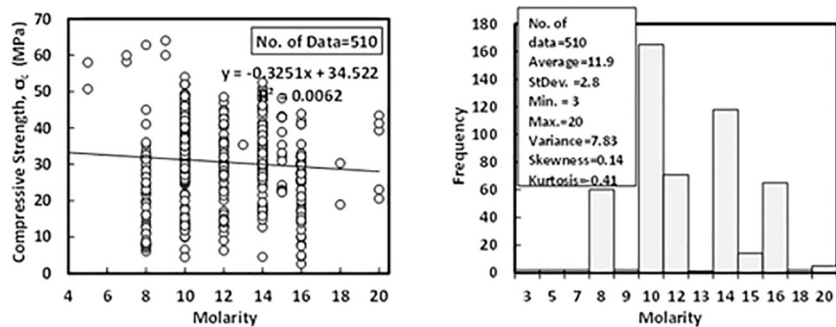 No. of Data=510
y = -0.3251x + 34.522
R² = 0.0062
Compressive Strength, σc (MPa)
70
60
50
40
30
20
10
0
4 6 8 10 12 14 16 18 20
Molarity
No. of
data=510
Average=11.9
StDev. =2.8
Min. = 3
Max.=20
Variance=7.83
Skewness=0.14
Kurtosis=-0.41
Frequency
180
160
140
120
100
80
60
40
20
0
3 5 7 8 9 10 12 13 14 15 16 18 20
Molarity